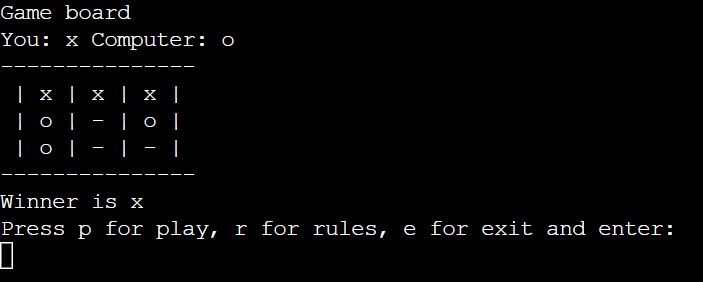 Game board
You: x Computer: o
---------------
| x | x | x |
| o | - | o |
| o | - | - |
---------------
Winner is x
Press p for play, r for rules, e for exit and enter: